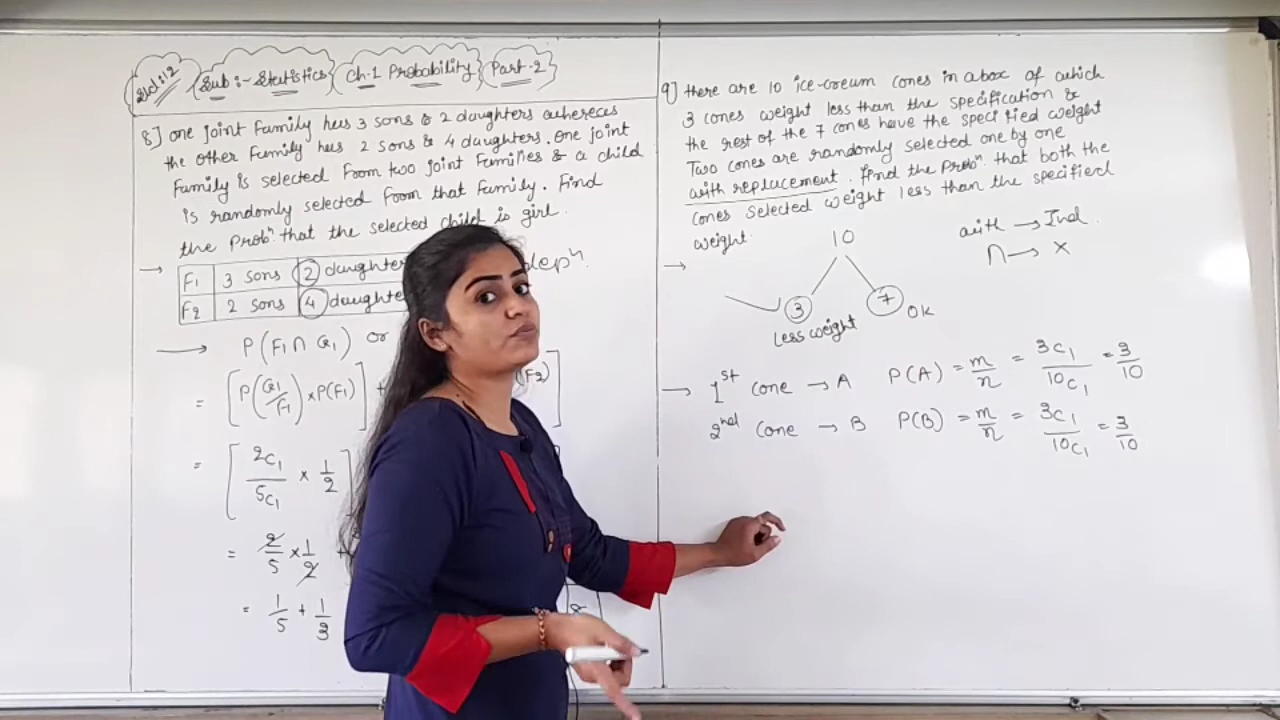 Std:12 Sub:- Statistics Ch-1 Probability Part-2
8] One joint family has 3 sons & 2 daughters whereas
the other family has 2 sons & 4 daughters. One joint
family is selected from two joint families & a child
is randomly selected from that family. Find
the Probⁿ that the selected child is girl.
→ F1 3 sons 2 daughter
F2 2 sons 4 daughte
→ P(F1 ∩ G1) or
= [P(G1/F1) × P(F1)] + F2)]
= [2c1/5c1 × 1/2]
= 2/5 × 1/2 +
= 1/5 + 1/3
8
9] there are 10 ice-cream cones in a box of which
3 cones weight less than the specification &
the rest of the 7 cones have the specified weight
Two cones are randomly selected one by one
with replacement. Find the Probⁿ that both the
cones selected weight less than the specified
weight.
→ 10
with → Ind.
n → ×
3 7 OK
less weight
→ 1st cone → A P(A) = m/n = 3c1/10c1 = 3/10
2nd cone → B P(B) = m/n = 3c1/10c1 = 3/10